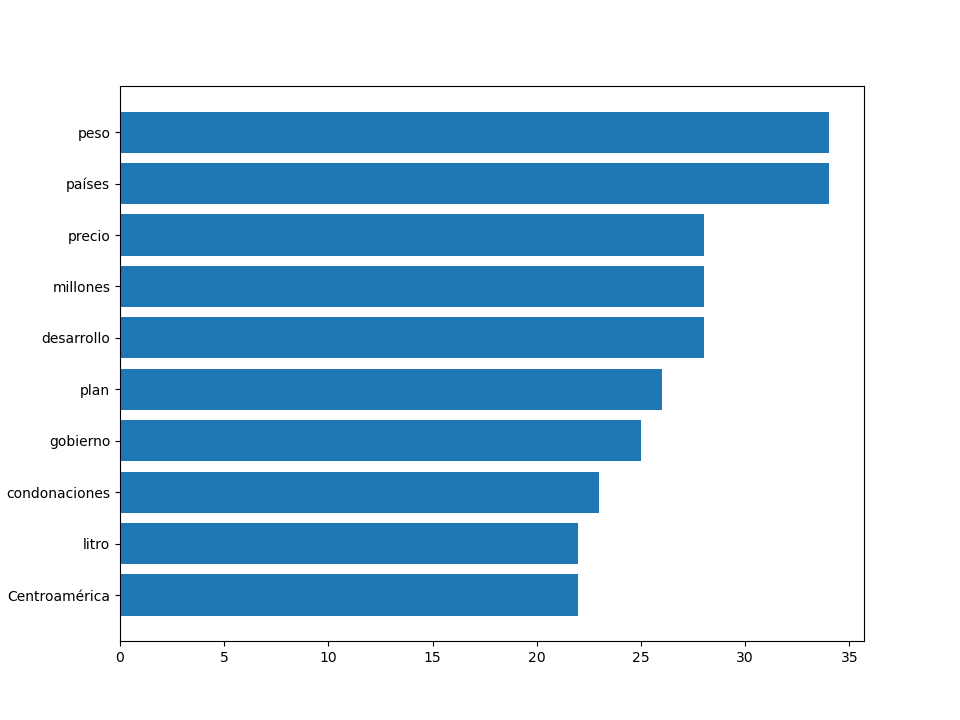 peso
países
precio
millones
desarrollo
plan
gobierno
condonaciones
litro
Centroamérica
0 5 10 15 20 25 30 35